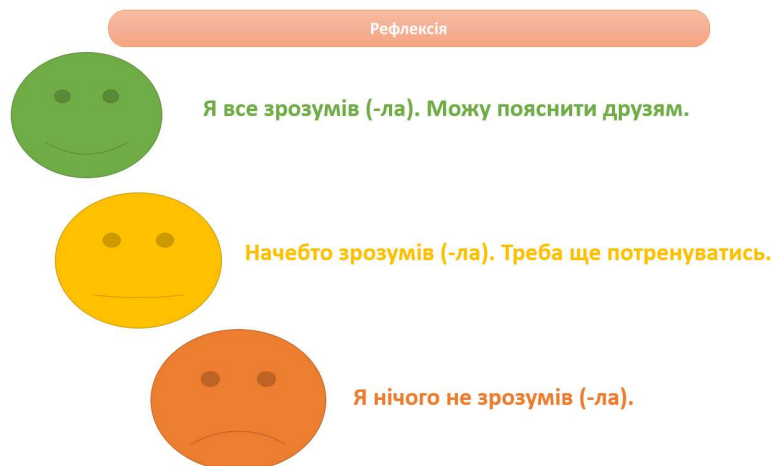 Рефлексія
Я все зрозумів (-ла). Можу пояснити друзям.
Начебто зрозумів (-ла). Треба ще потренуватись.
Я нічого не зрозумів (-ла).